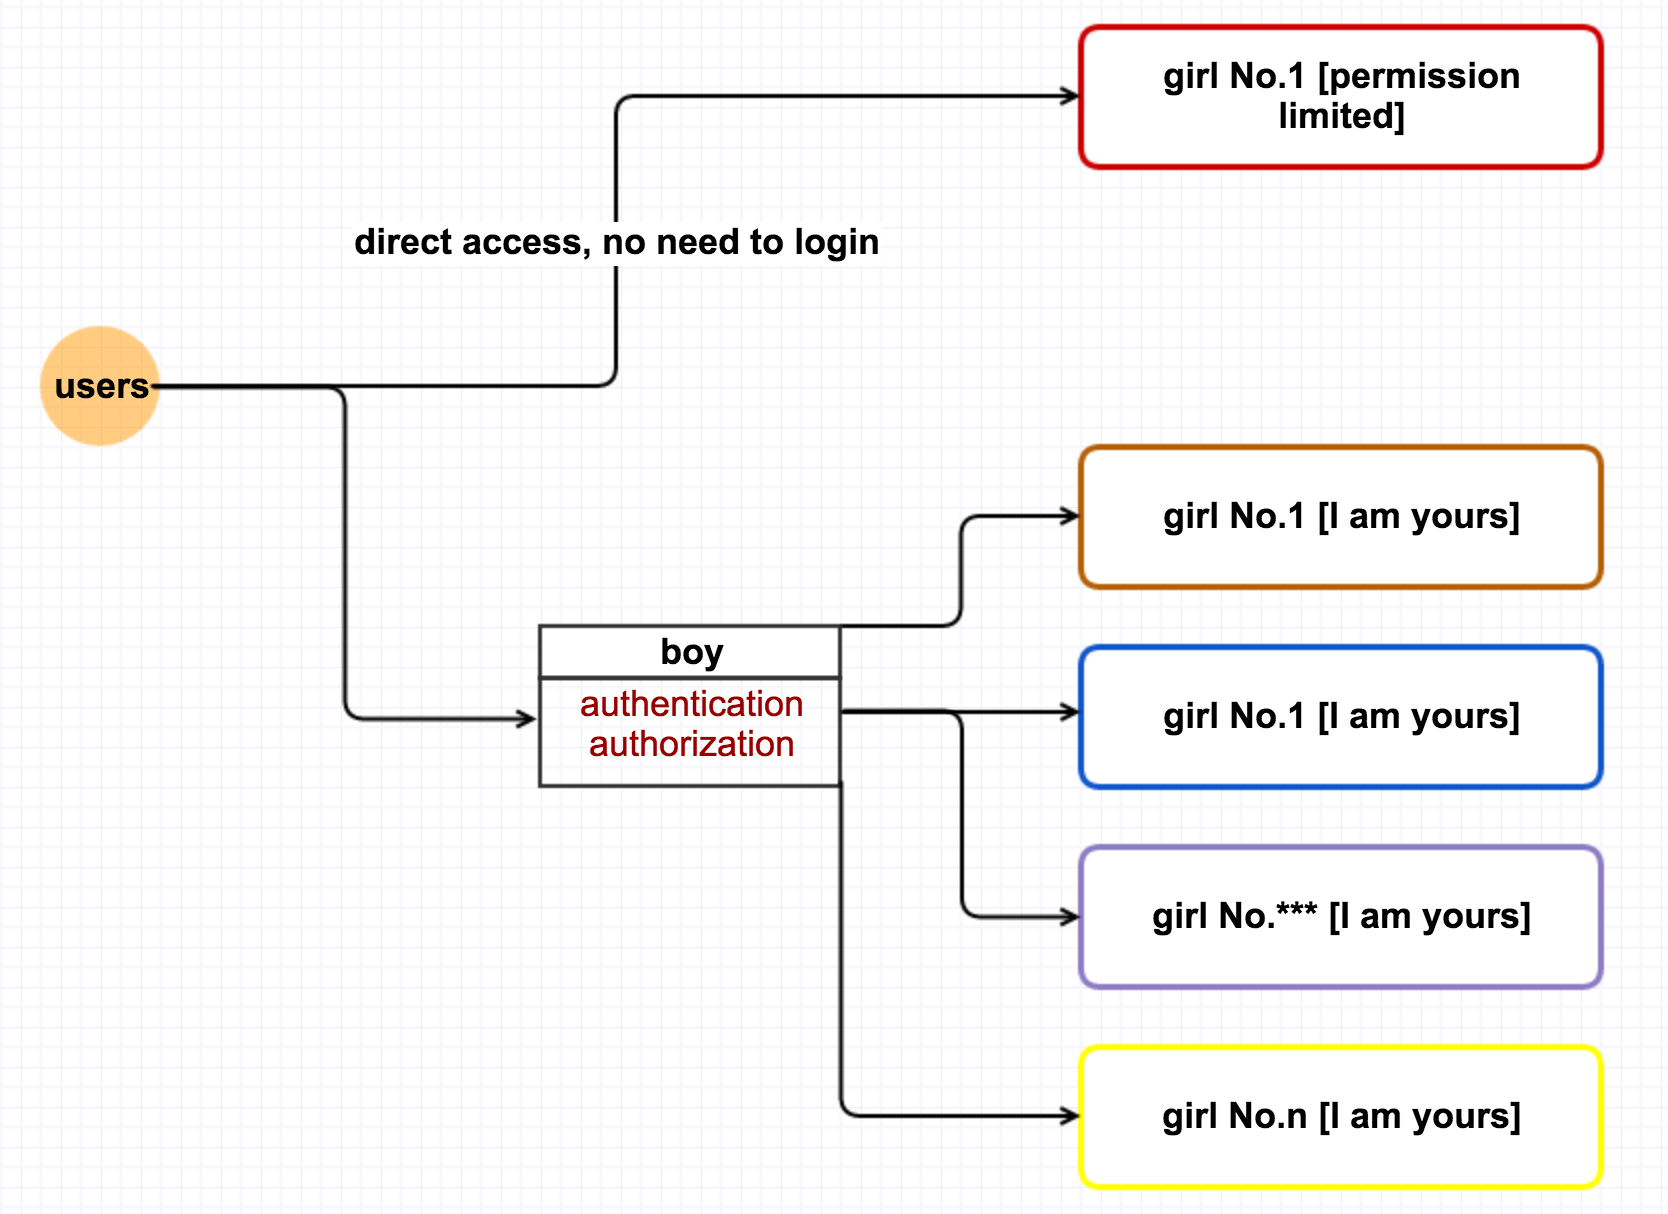 girl No.1 [permission
limited]
direct access, no need to login
users
girl No.1 [I am yours]
boy
authentication
authorization
girl No.1 [I am yours]
girl No.*** [I am yours]
girl No.n [I am yours]